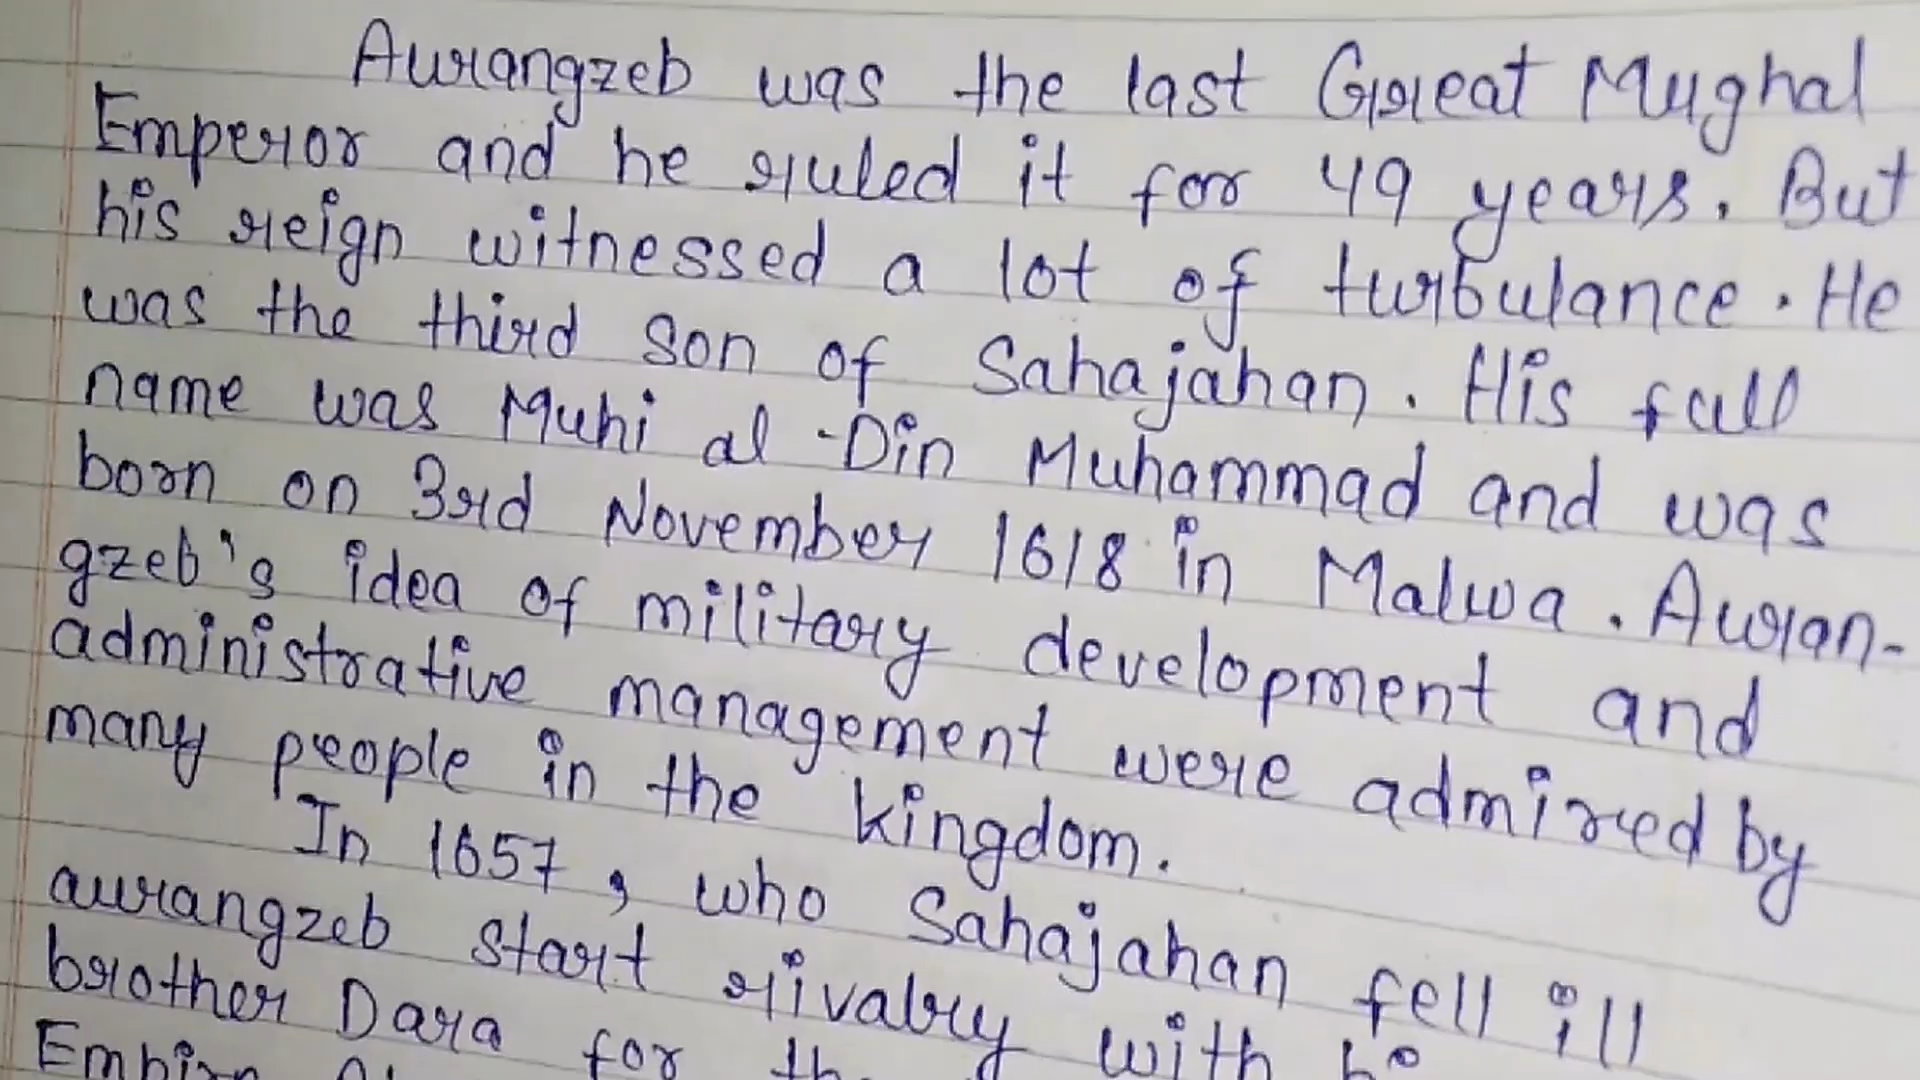 Aurangzeb was the last Great Mughal
Emperor and he ruled it for 49 years. But
his reign witnessed a lot of turbulance. He
was the third son of Sahajahan. His full
name was Muhi al-Din Muhammad and was
born on 3rd November 1618 in Malwa. Auran-
gzeb's idea of military development and
administrative management were admired by
many people in the kingdom.
In 1657, who Sahajahan fell ill
aurangzeb start rivalry with
brother Dara for